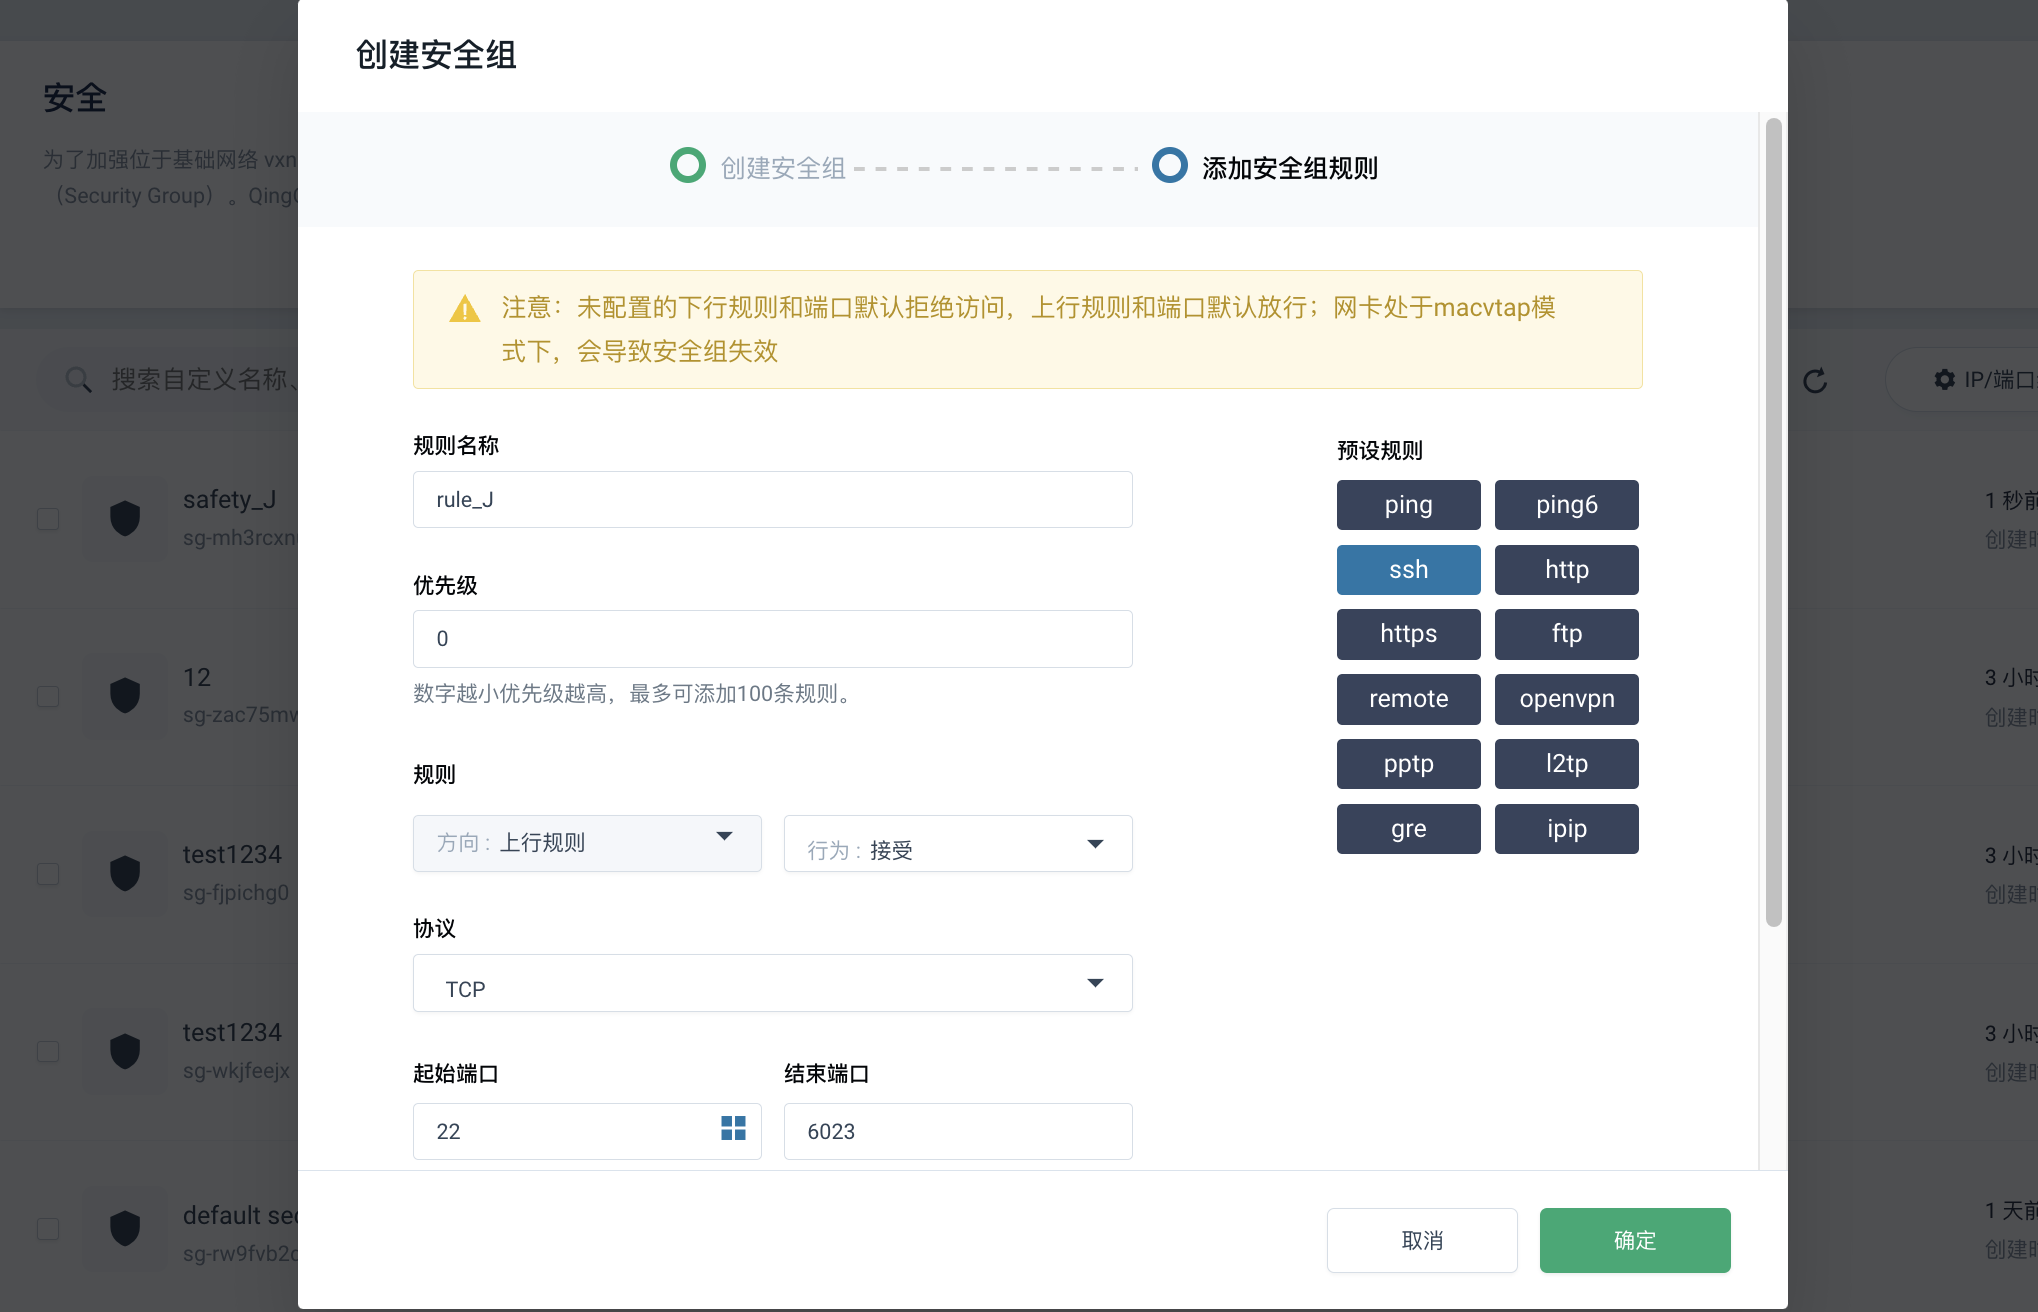 创建安全组
安全
为了加强位于基础网络 vxn
（Security Group）。Qing
创建安全组
添加安全组规则
注意：未配置的下行规则和端口默认拒绝访问，上行规则和端口默认放行；网卡处于macvtap模
式下，会导致安全组失效
搜索自定义名称、
IP/端口
规则名称
rule_J
预设规则
ping
ping6
ssh
http
https
ftp
remote
openvpn
pptp
l2tp
gre
ipip
优先级
0
数字越小优先级越高，最多可添加100条规则。
规则
方向 : 上行规则
行为 : 接受
协议
TCP
起始端口
结束端口
22
6023
取消
确定
safety_J
sg-mh3rcxn
1 秒前
创建时
12
sg-zac75mv
3 小时
创建时
test1234
sg-fjpichg0
3 小时
创建时
test1234
sg-wkjfeejx
3 小时
创建时
default sec
sg-rw9fvb2c
1 天前
创建时